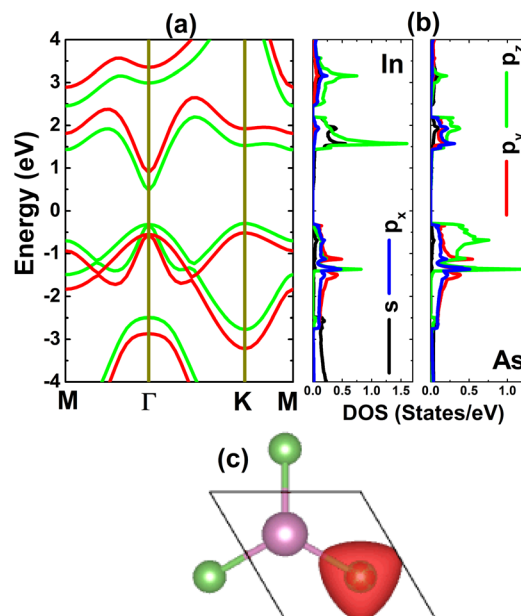 (a)
(b)
4
3
2
1
0
-1
-2
-3
-4
Energy (eV)
M
Γ
K
M
In
As
s
p_x
p_y
p_z
0.0
0.5
1.0
1.5
0.0
0.5
1.0
DOS (States/eV)
(c)